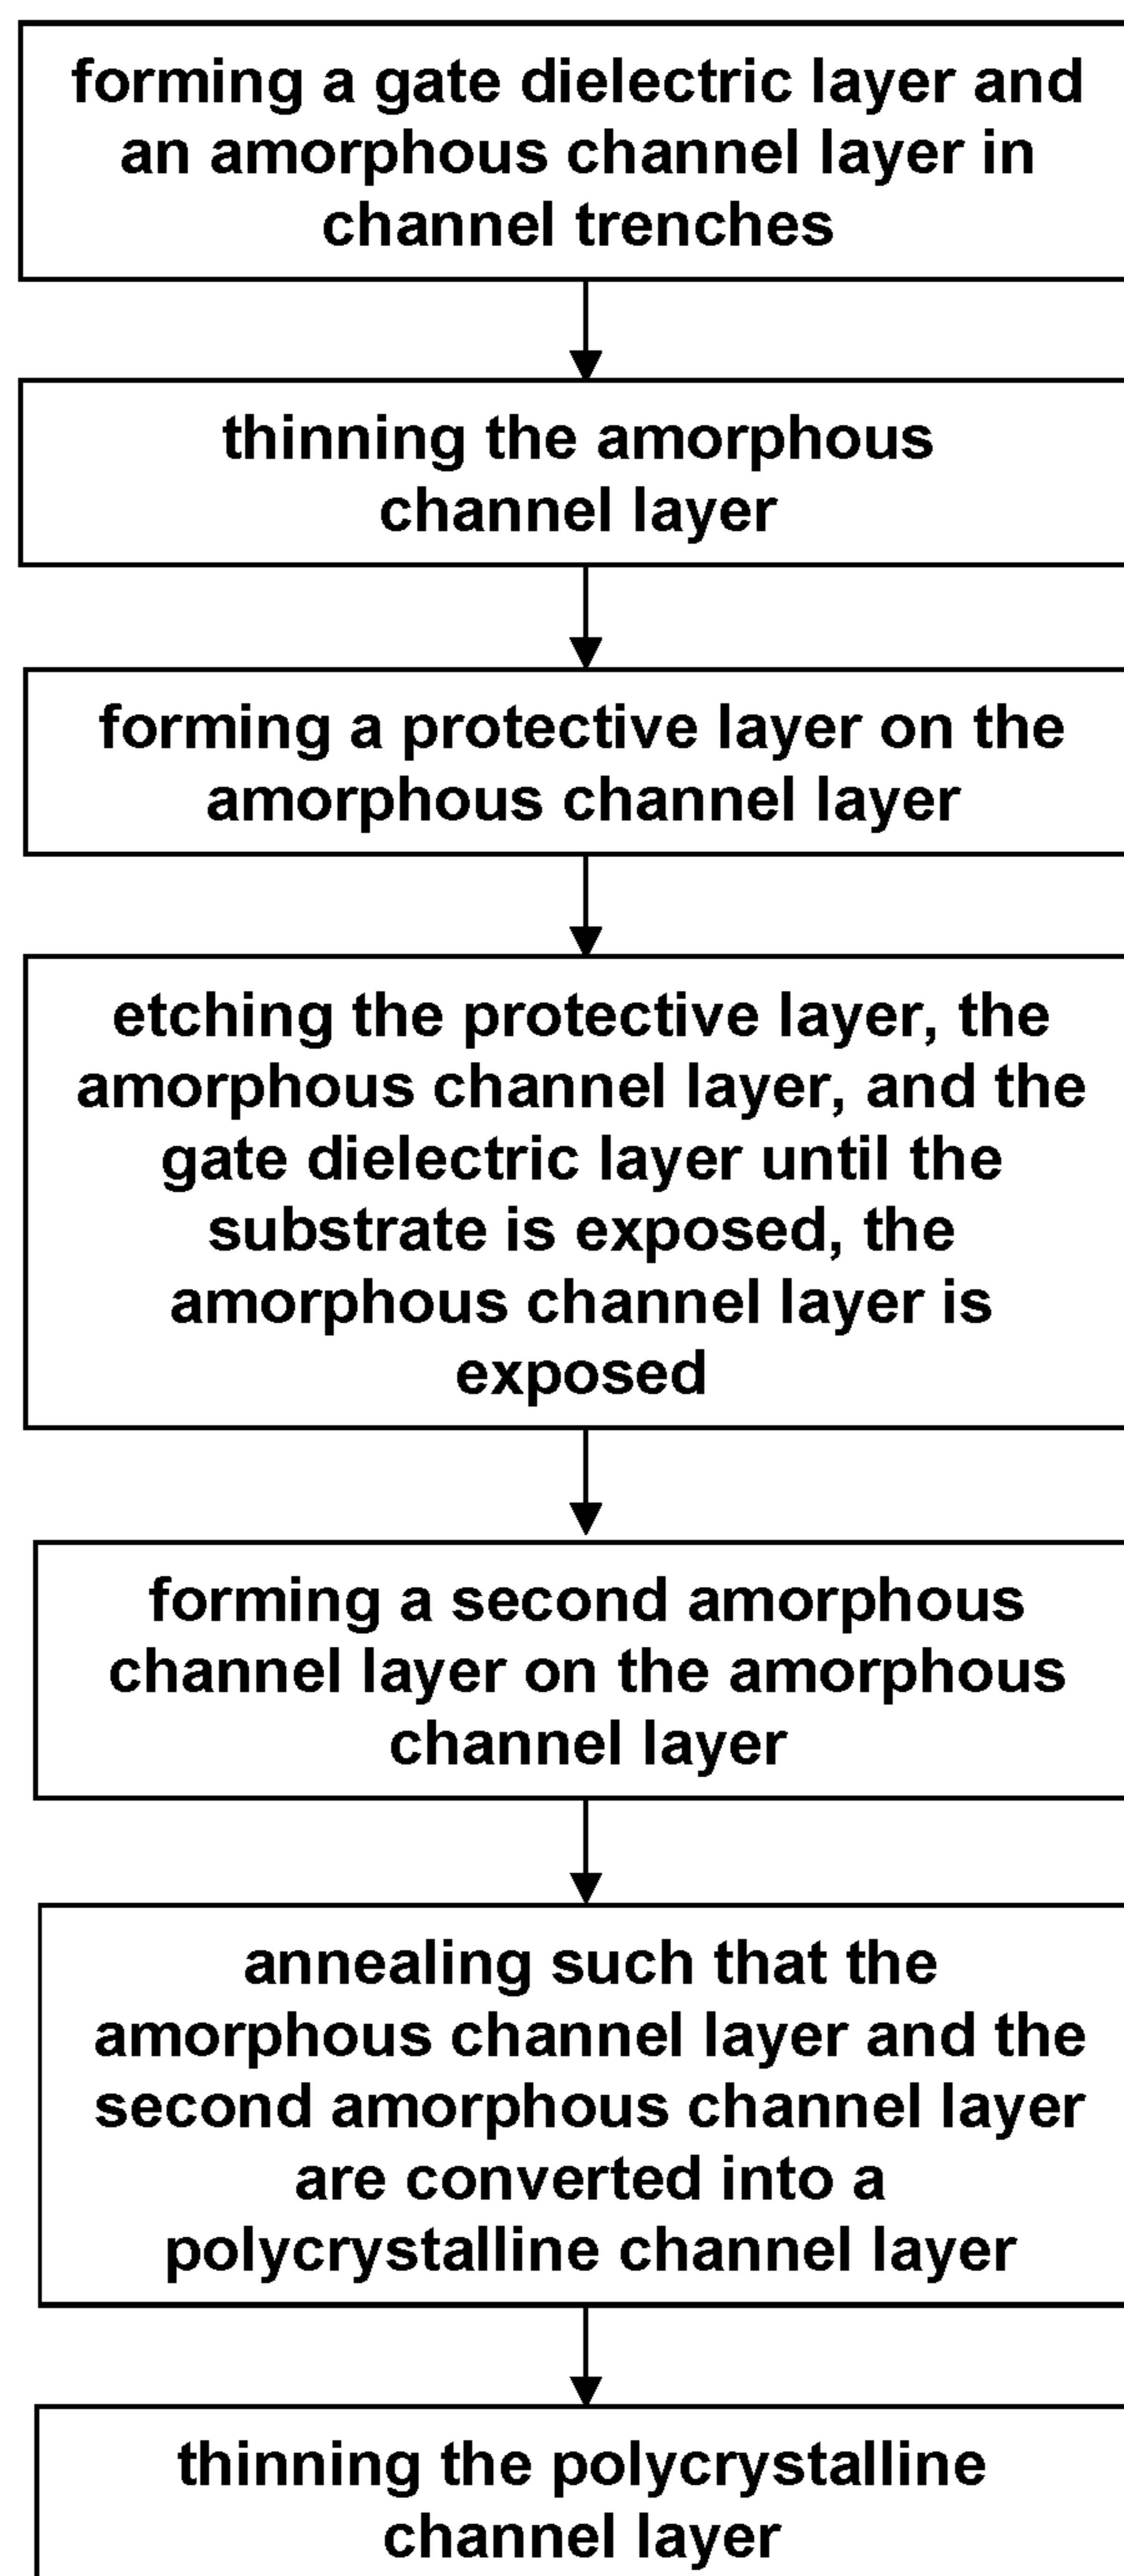 forming a gate dielectric layer and
an amorphous channel layer in
channel trenches
thinning the amorphous
channel layer
forming a protective layer on the
amorphous channel layer
etching the protective layer, the
amorphous channel layer, and the
gate dielectric layer until the
substrate is exposed, the
amorphous channel layer is
exposed
forming a second amorphous
channel layer on the amorphous
channel layer
annealing such that the
amorphous channel layer and the
second amorphous channel layer
are converted into a
polycrystalline channel layer
thinning the polycrystalline
channel layer